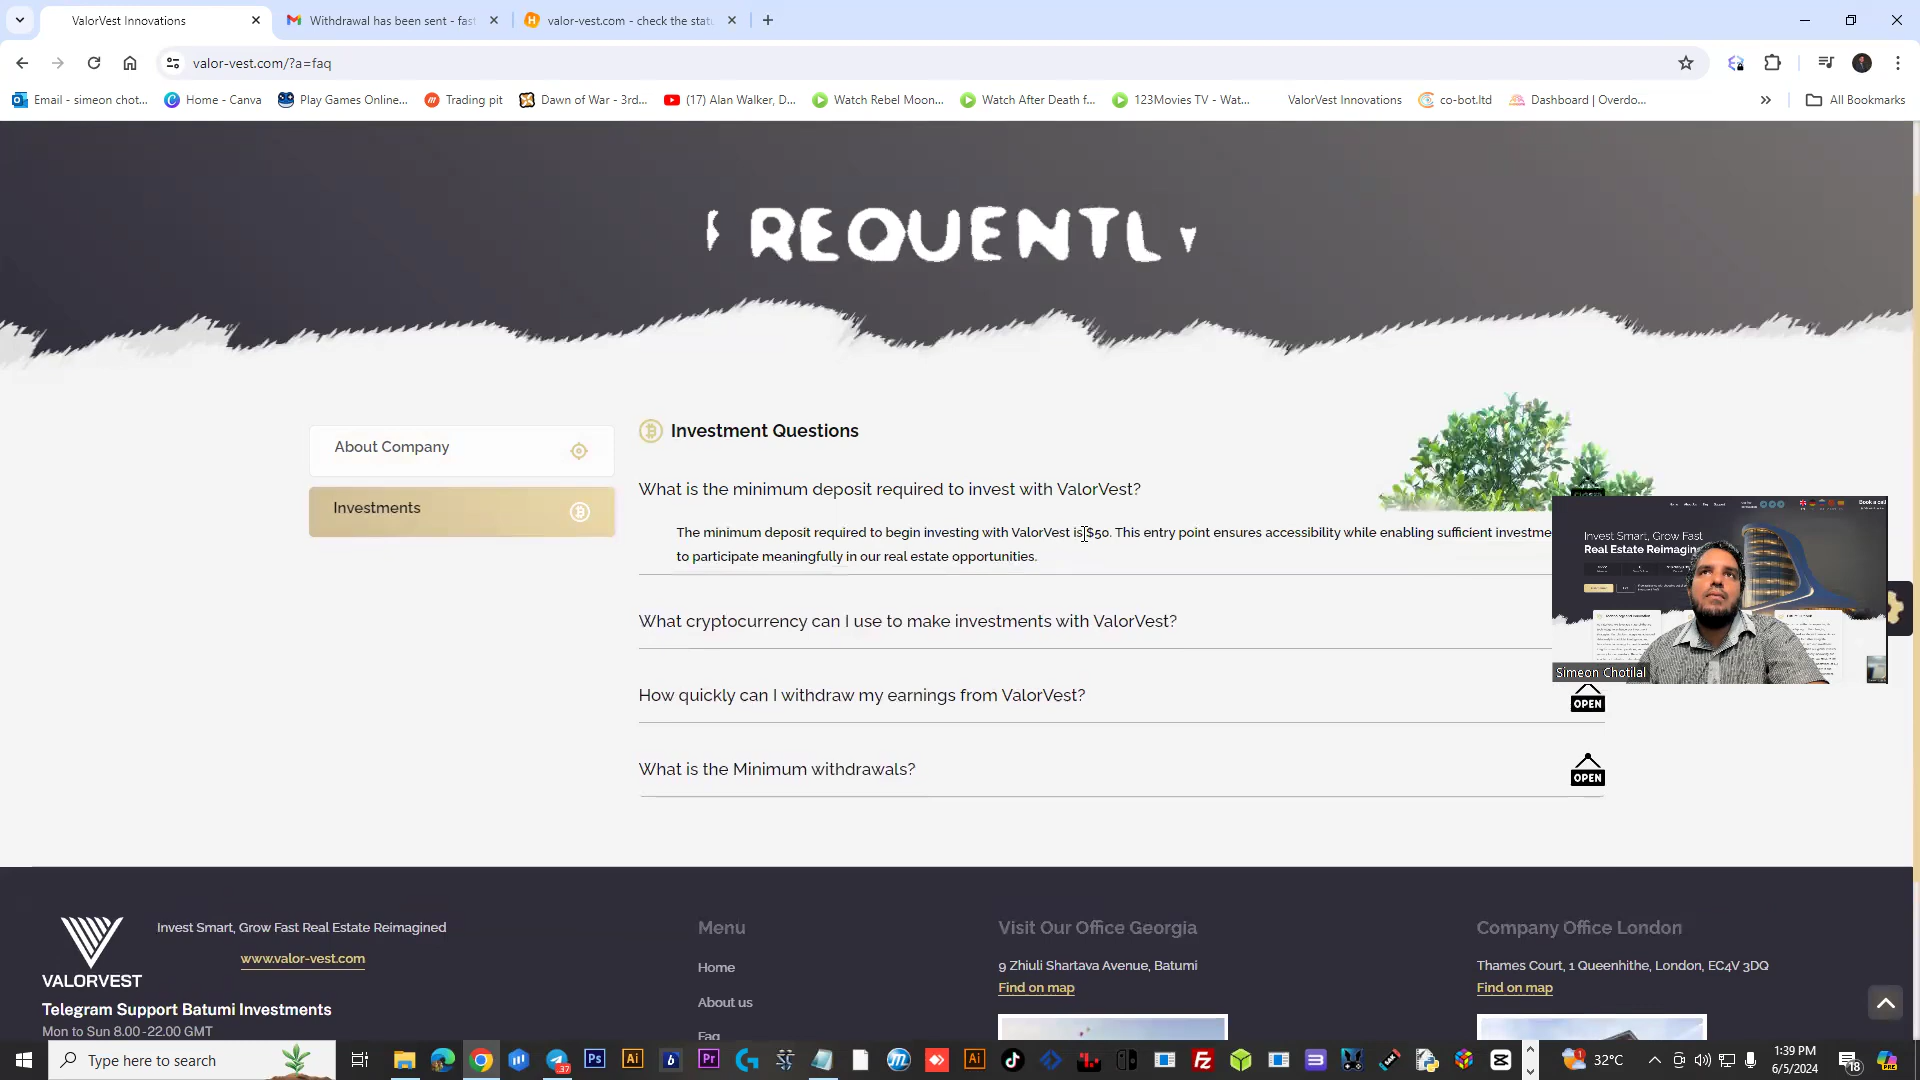 ValorVest Innovations
Withdrawal has been sent - fast
valor-vest.com - check the statu
valor-vest.com/?a=faq
Email - simeon chot...
Home - Canva
Play Games Online...
Trading pit
Dawn of War - 3rd...
(17) Alan Walker, D...
Watch Rebel Moon...
Watch After Death f...
123Movies TV - Wat...
ValorVest Innovations
co-bot.ltd
Dashboard | Overdo...
All Bookmarks
REQUENTL
About Company
Investments
Investment Questions
What is the minimum deposit required to invest with ValorVest?
The minimum deposit required to begin investing with ValorVest is $50. This entry point ensures accessibility while enabling sufficient investme
to participate meaningfully in our real estate opportunities.
What cryptocurrency can I use to make investments with ValorVest?
How quickly can I withdraw my earnings from ValorVest?
OPEN
What is the Minimum withdrawals?
OPEN
Invest Smart, Grow Fast
Real Estate Reimagin
Simeon Chotilal
VALORVEST
Invest Smart, Grow Fast Real Estate Reimagined
www.valor-vest.com
Telegram Support Batumi Investments
Mon to Sun 8.00-22.00 GMT
Menu
Home
About us
Faq
Visit Our Office Georgia
9 Zhiuli Shartava Avenue, Batumi
Find on map
Company Office London
Thames Court, 1 Queenhithe, London, EC4V 3DQ
Find on map
Type here to search
32°C
1:39 PM
6/5/2024
18